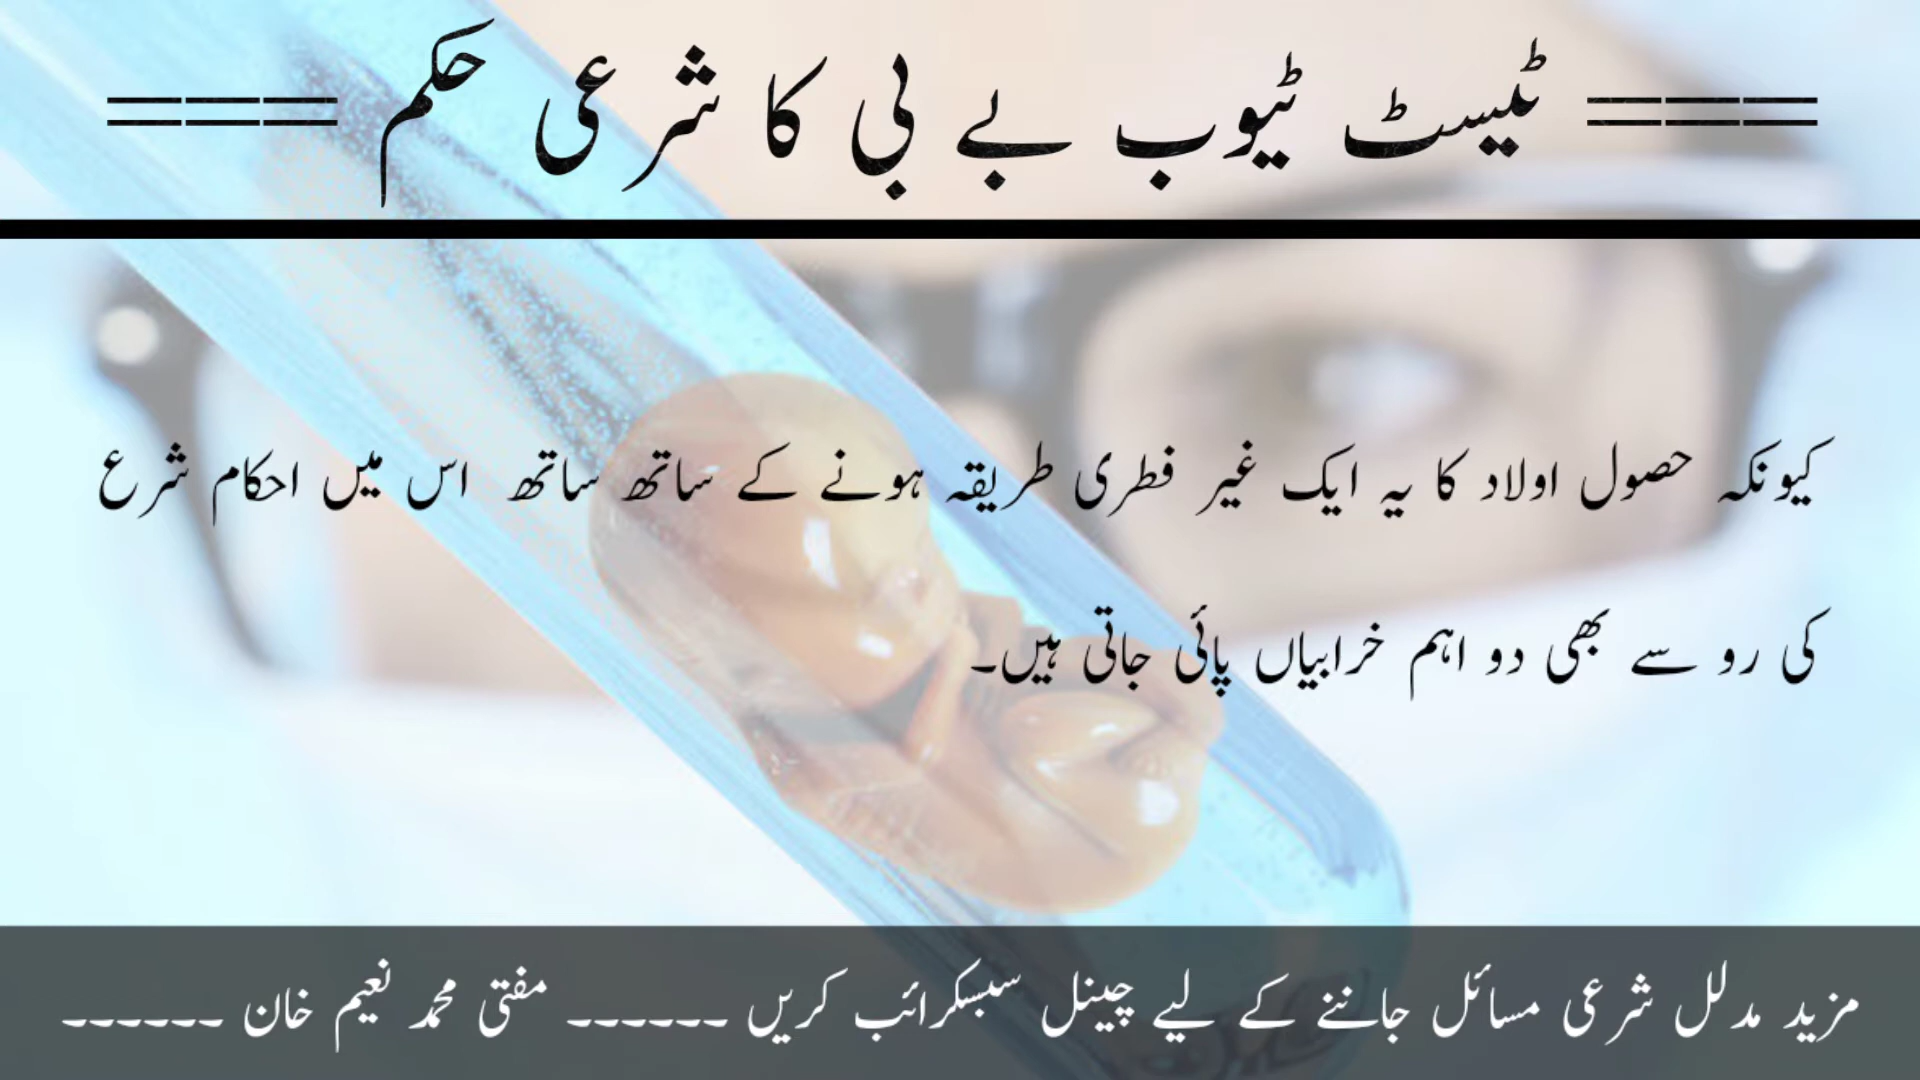 === ٹیسٹ ٹیوب بے بی کا شرعی حکم ===
کیونکہ حصول اولاد کا یہ ایک غیر فطری طریقہ ہونے کے ساتھ ساتھ اس میں احکام شرع
کی رو سے بھی دو اہم خرابیاں پائی جاتی ہیں۔
مزید مدلل شرعی مسائل جاننے کے لیے چینل سبسکرائب کریں ۔۔۔۔۔۔ مفتی محمد نعیم خان ۔۔۔۔۔۔